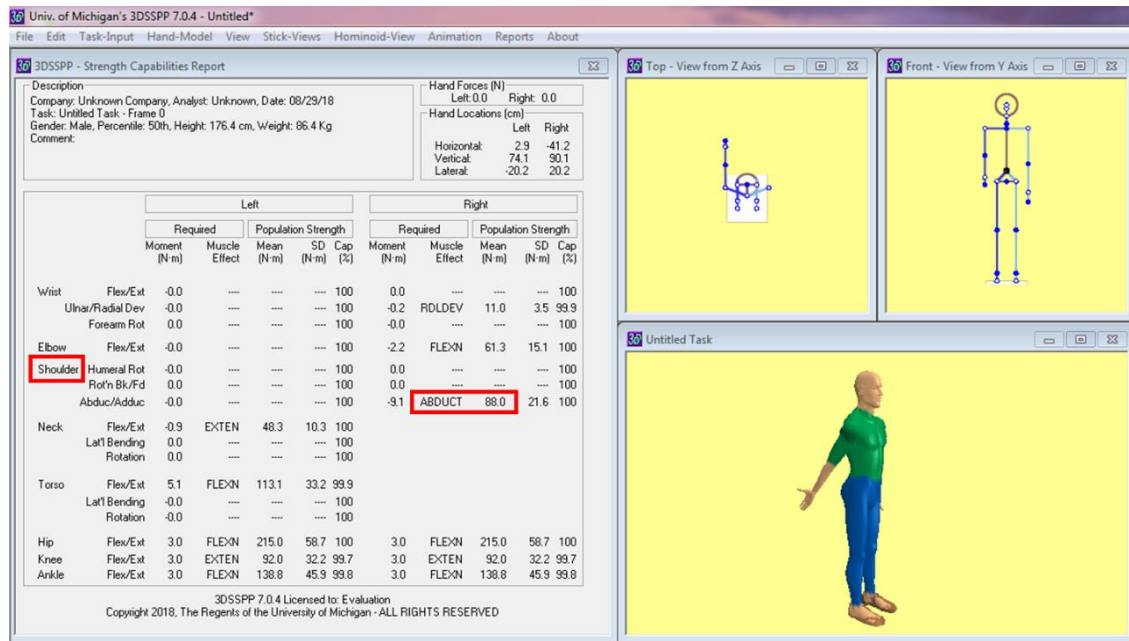 Univ. of Michigan's 3DSSPP 7.0.4 - Untitled*
File Edit Task-Input Hand-Model View Stick-Views Hominoid-View Animation Reports About
3DSSPP - Strength Capabilities Report
Description
Company: Unknown Company, Analyst: Unknown, Date: 08/29/18
Task: Untitled Task - Frame 0
Gender: Male, Percentile: 50th, Height: 176.4 cm, Weight: 86.4 Kg
Comment:
Hand Forces (N)
Left: 0.0 Right: 0.0
Hand Locations (cm)
Left Right
Horizontal: 2.9 -41.2
Vertical: 74.1 90.1
Lateral: -20.2 20.2
Left Right
Required Population Strength Required Population Strength
Moment Muscle Mean SD Cap Moment Muscle Mean SD Cap
(N·m) Effect (N·m) (N·m) (%) (N·m) Effect (N·m) (N·m) (%)
Wrist Flex/Ext -0.0 ---- ---- ---- 100 0.0 ---- ---- ---- 100
Ulnar/Radial Dev -0.0 ---- ---- ---- 100 -0.2 RDLDEV 11.0 3.5 99.9
Forearm Rot 0.0 ---- ---- ---- 100 -0.0 ---- ---- ---- 100
Elbow Flex/Ext -0.0 ---- ---- ---- 100 -2.2 FLEXN 61.3 15.1 100
Shoulder Humeral Rot -0.0 ---- ---- ---- 100 0.0 ---- ---- ---- 100
Rot'n Bk/Fd 0.0 ---- ---- ---- 100 0.0 ---- ---- ---- 100
Abduc/Adduc -0.0 ---- ---- ---- 100 -9.1 ABDUCT 88.0 21.6 100
Neck Flex/Ext -0.9 EXTEN 48.3 10.3 100
Lat'l Bending 0.0 ---- ---- ---- 100
Rotation 0.0 ---- ---- ---- 100
Torso Flex/Ext 5.1 FLEXN 113.1 33.2 99.9
Lat'l Bending -0.0 ---- ---- ---- 100
Rotation -0.0 ---- ---- ---- 100
Hip Flex/Ext 3.0 FLEXN 215.0 58.7 100 3.0 FLEXN 215.0 58.7 100
Knee Flex/Ext 3.0 EXTEN 92.0 32.2 99.7 3.0 EXTEN 92.0 32.2 99.7
Ankle Flex/Ext 3.0 FLEXN 138.8 45.9 99.8 3.0 FLEXN 138.8 45.9 99.8
3DSSPP 7.0.4 Licensed to: Evaluation
Copyright 2018, The Regents of the University of Michigan - ALL RIGHTS RESERVED
Top - View from Z Axis
Front - View from Y Axis
Untitled Task